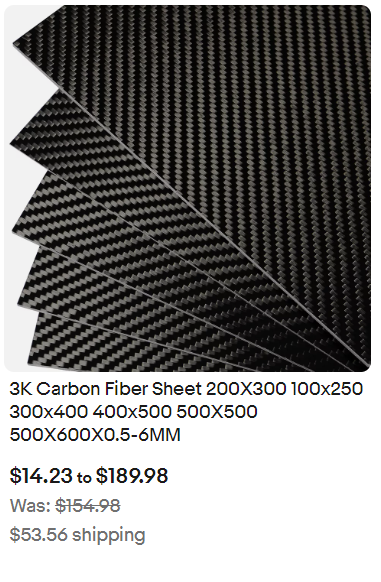 3K Carbon Fiber Sheet 200X300 100x250
300x400 400x500 500X500
500X600X0.5-6MM
$14.23 to $189.98
Was: $154.98
$53.56 shipping